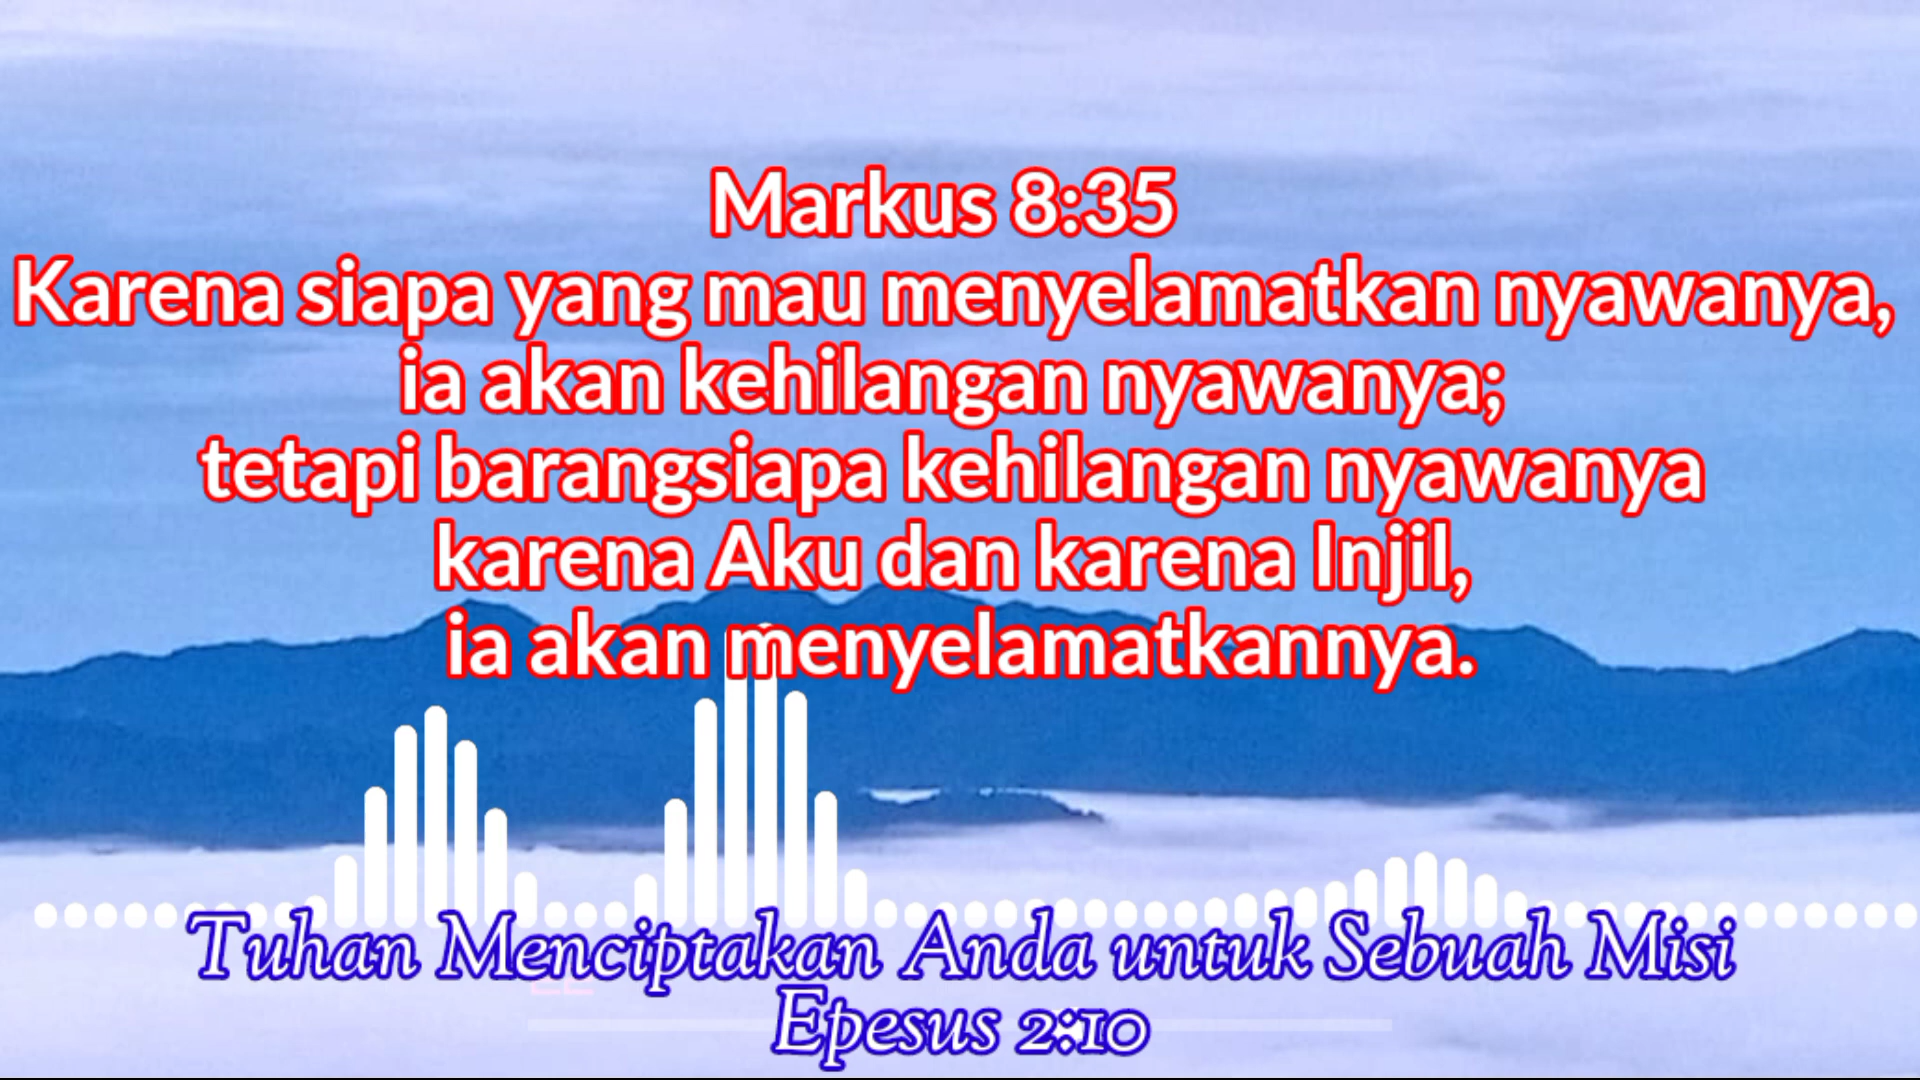 Markus 8:35
Karena siapa yang mau menyelamatkan nyawanya,
ia akan kehilangan nyawanya;
tetapi barangsiapa kehilangan nyawanya
karena Aku dan karena Injil,
ia akan menyelamatkannya.
Tuhan Menciptakan Anda untuk Sebuah Misi
Epesus 2:10